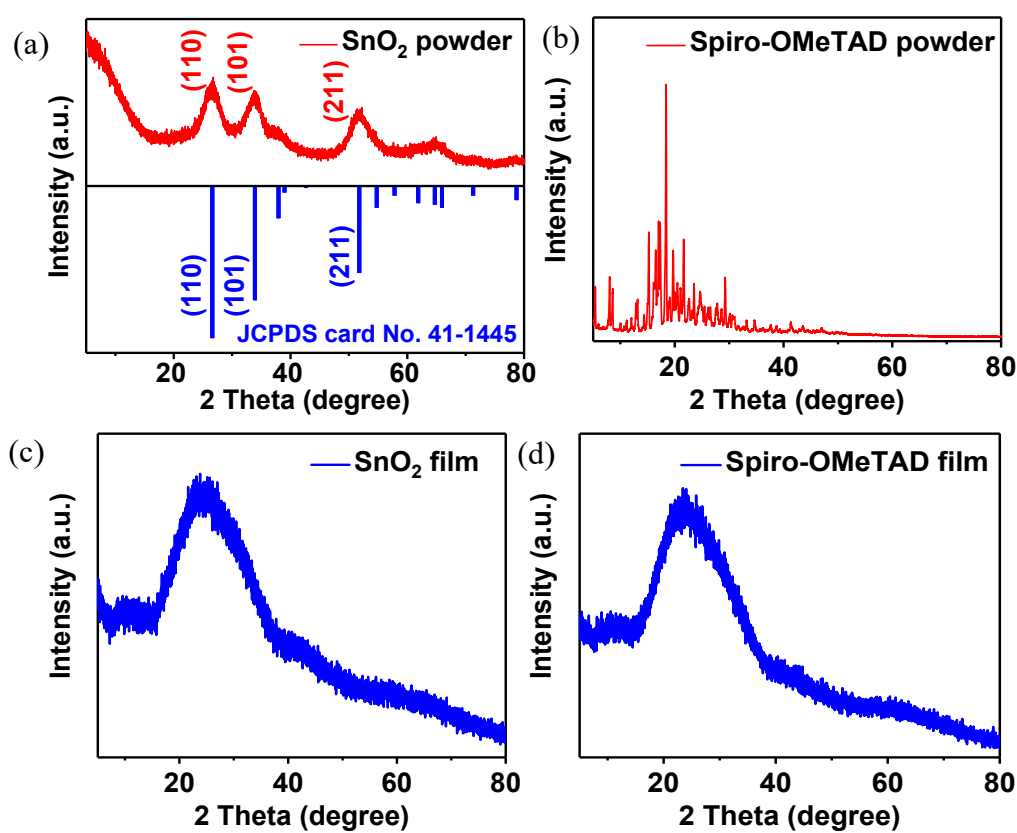 (a)
SnO₂ powder
(110)
(101)
(211)
Intensity (a.u.)
Intensity (a.u.)
(110)
(101)
(211)
JCPDS card No. 41-1445
20 40 60 80
2 Theta (degree)
(b)
Spiro-OMeTAD powder
Intensity (a.u.)
20 40 60 80
2 Theta (degree)
(c)
SnO₂ film
Intensity (a.u.)
20 40 60 80
2 Theta (degree)
(d)
Spiro-OMeTAD film
Intensity (a.u.)
20 40 60 80
2 Theta (degree)